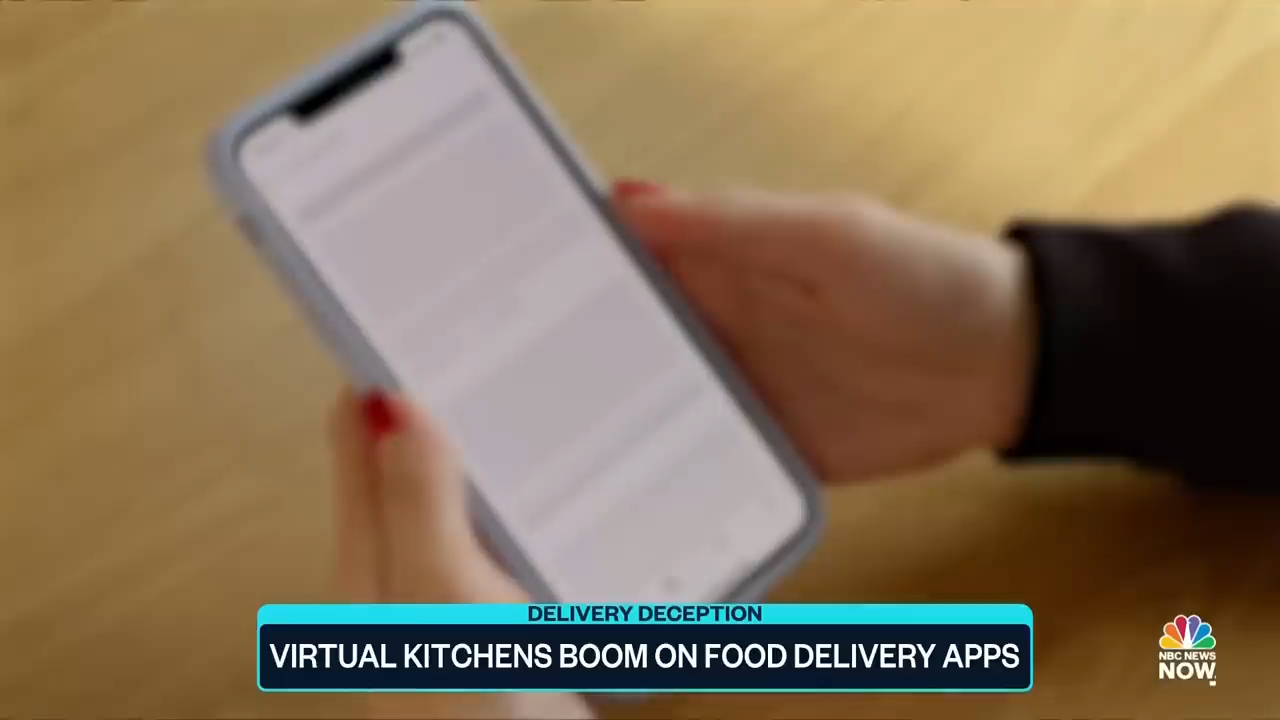 DELIVERY DECEPTION
VIRTUAL KITCHENS BOOM ON FOOD DELIVERY APPS
NBC NEWS
NOW.